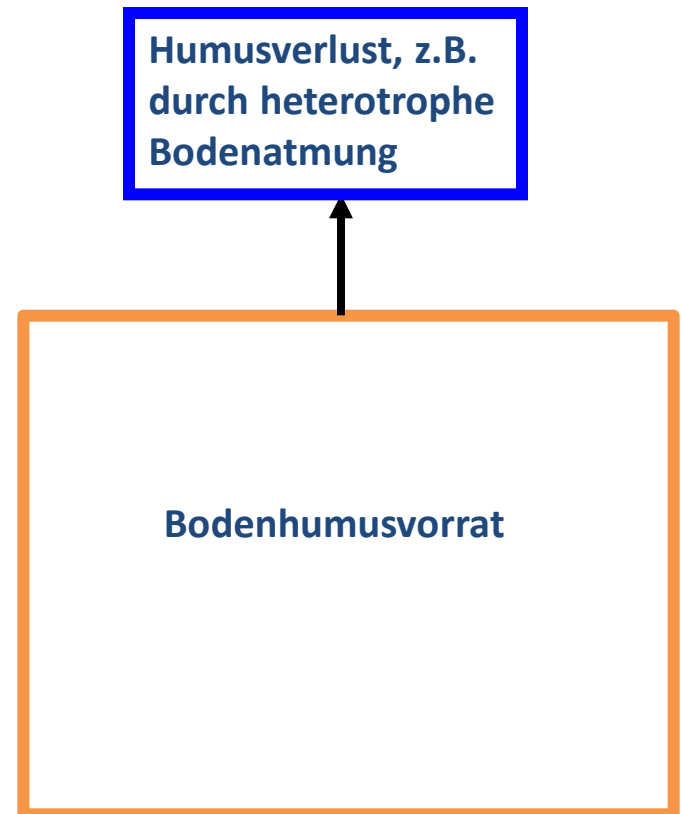 Humusverlust, z.B.
durch heterotrophe
Bodenatmung
Bodenhumusvorrat